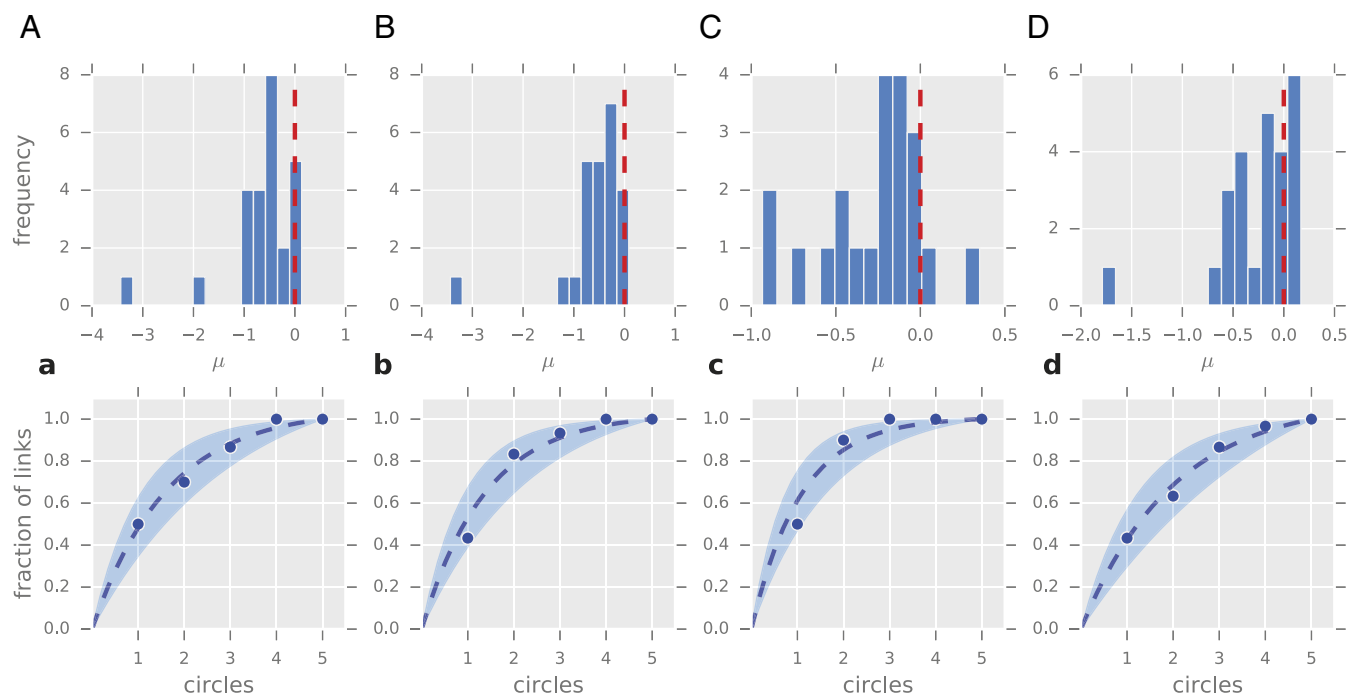 A B C D
frequency
8 8 4 6
6 6 3
4 4 2 4
2 2 1 2
0 0 0 0
−4 −3 −2 −1 0 1 −4 −3 −2 −1 0 1 −1.0 −0.5 0.0 0.5 −2.0 −1.5 −1.0 −0.5 0.0 0.5
μ μ μ μ
a b c d
fraction of links
1.0 1.0 1.0 1.0
0.8 0.8 0.8 0.8
0.6 0.6 0.6 0.6
0.4 0.4 0.4 0.4
0.2 0.2 0.2 0.2
0.0 0.0 0.0 0.0
1 2 3 4 5 1 2 3 4 5 1 2 3 4 5 1 2 3 4 5
circles circles circles circles